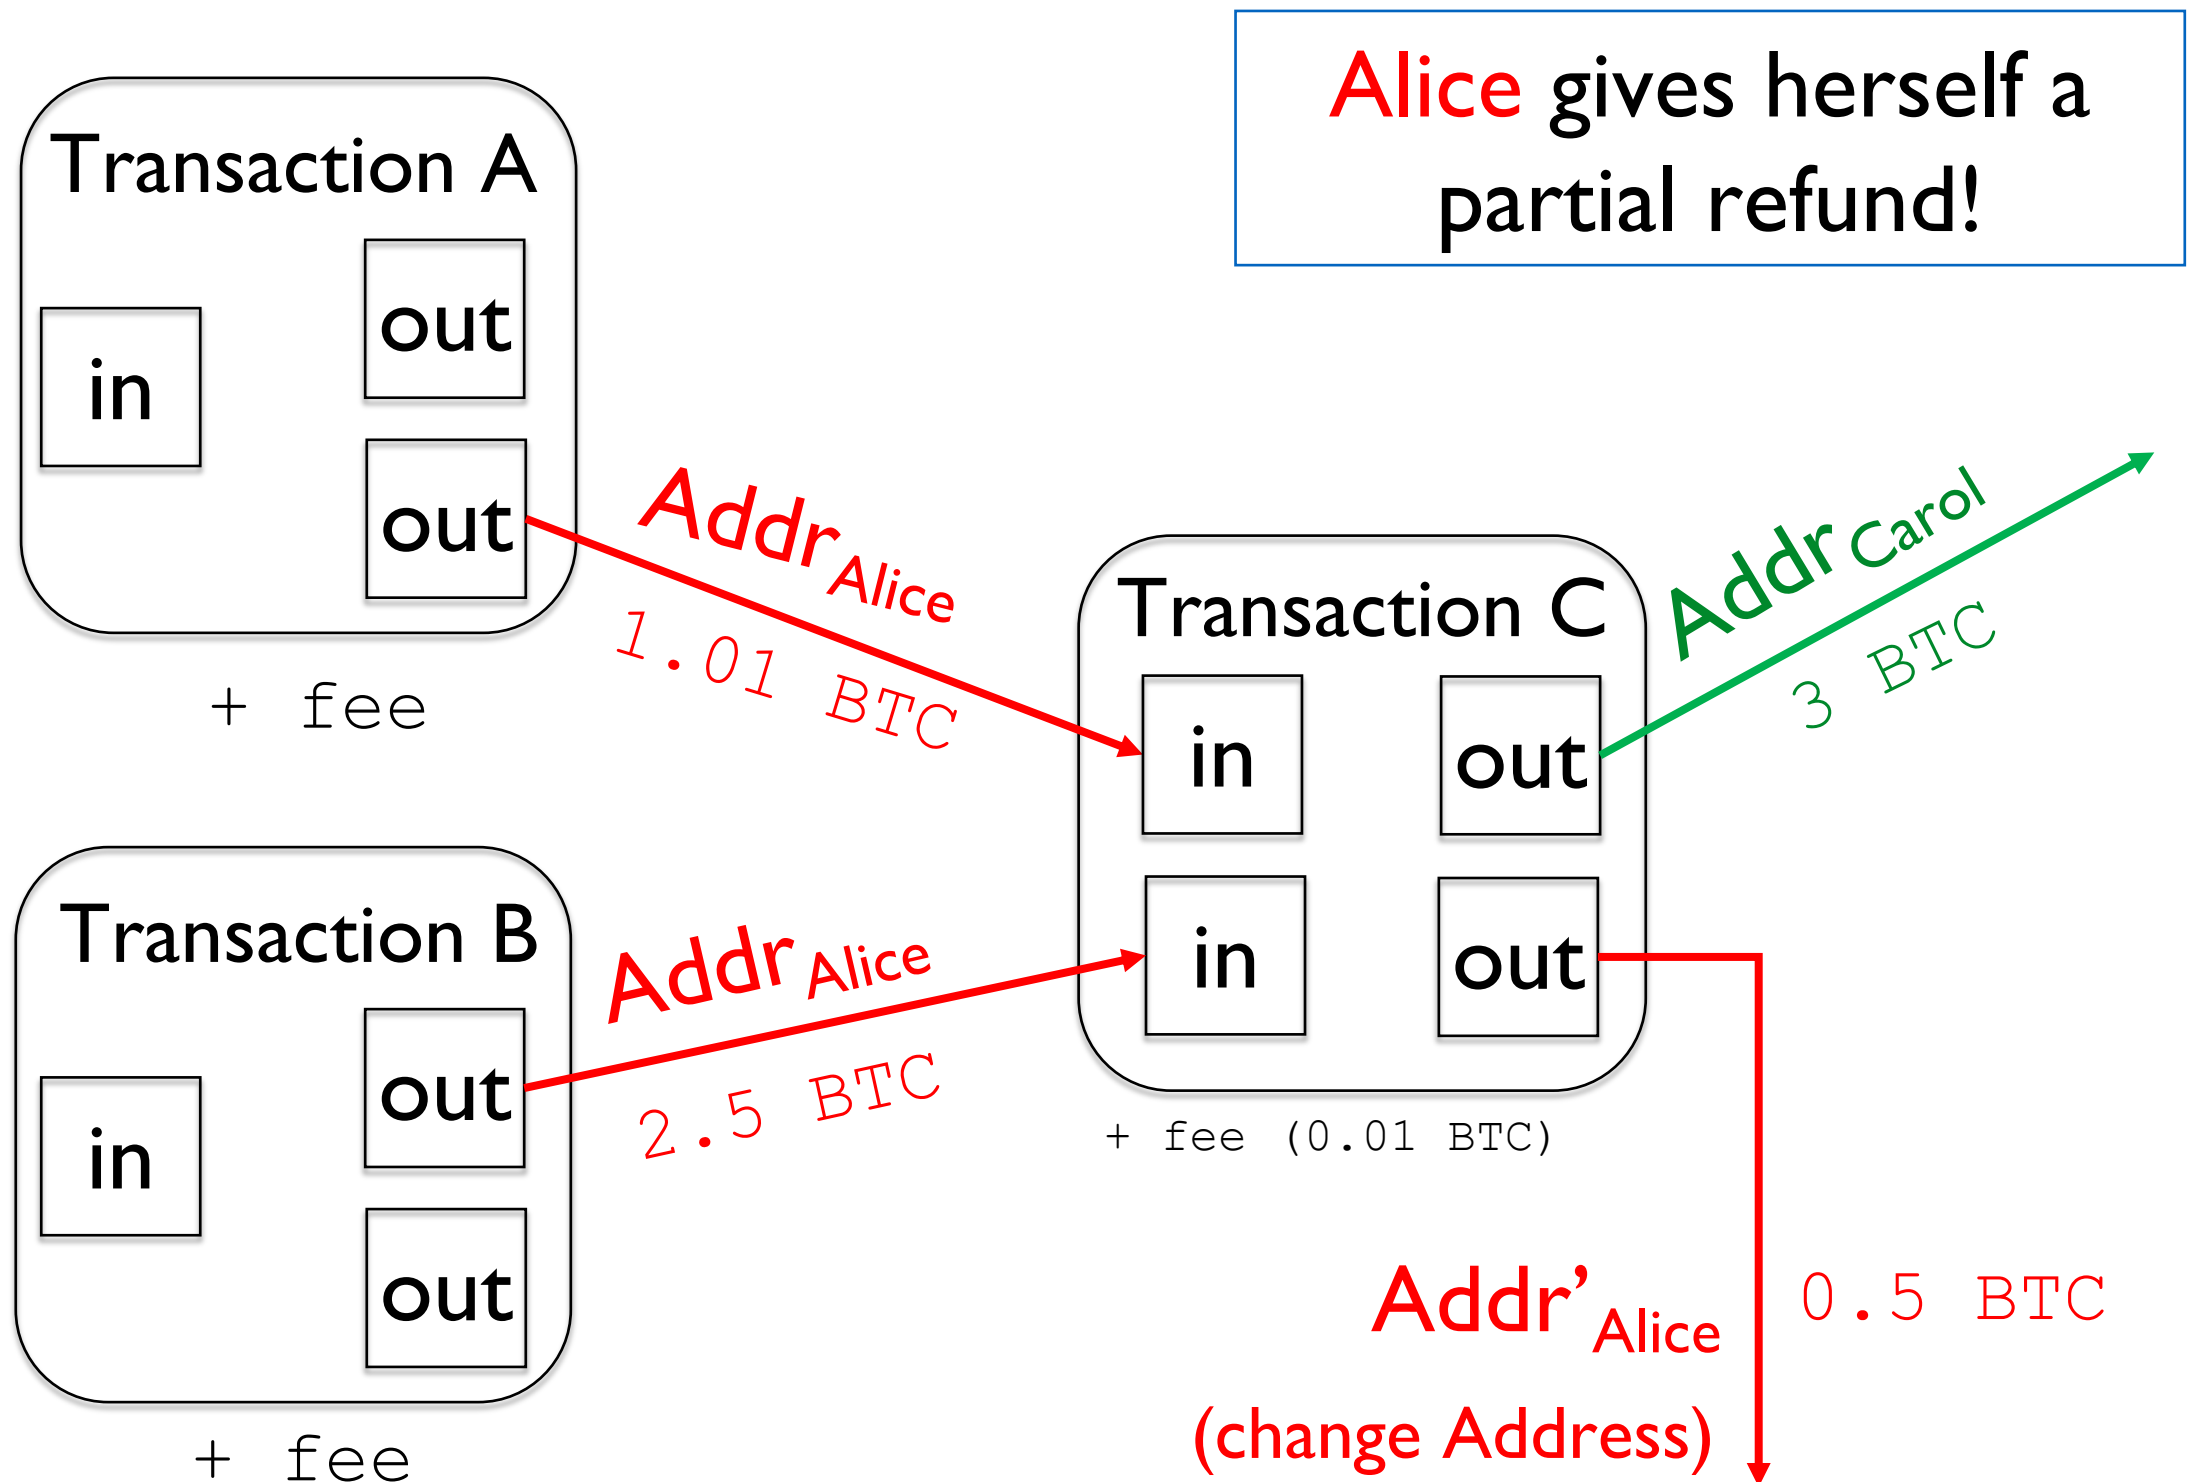 Alice gives herself a
partial refund!
Transaction A
out
in
out
+ fee
Addr Alice
1.01 BTC
Transaction B
out
in
out
+ fee
Addr Alice
2.5 BTC
Transaction C
in
out
in
out
+ fee (0.01 BTC)
Addr Carol
3 BTC
Addr’Alice
(change Address)
0.5 BTC